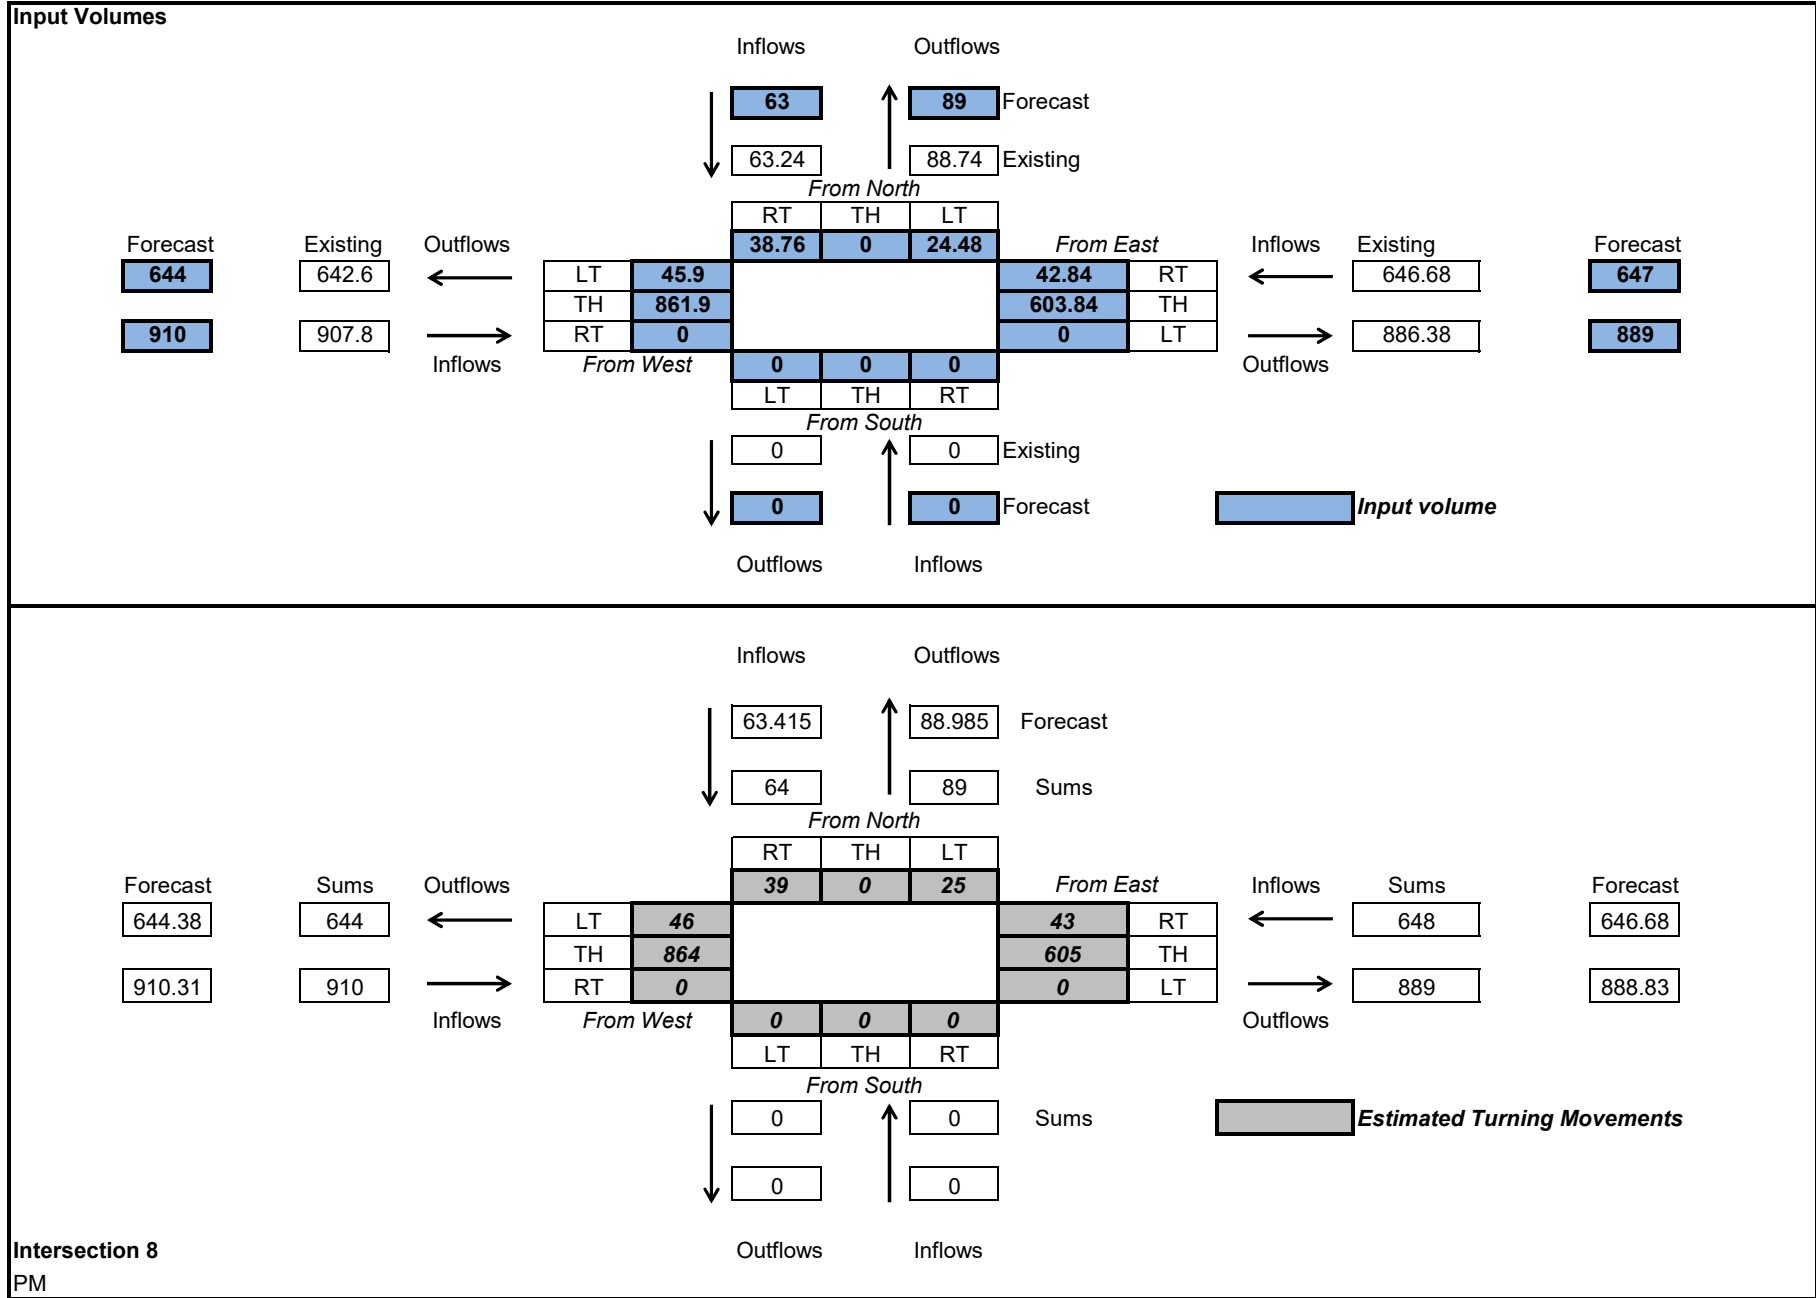 Input Volumes
Inflows Outflows
63 89 Forecast
63.24 88.74 Existing
From North
RT TH LT
Forecast Existing Outflows 38.76 0 24.48 From East Inflows Existing Forecast
644 642.6 LT 45.9 42.84 RT 646.68 647
TH 861.9 603.84 TH
910 907.8 RT 0 0 LT 886.38 889
Inflows From West 0 0 0 Outflows
LT TH RT
From South
0 0 Existing
0 0 Forecast Input volume
Outflows Inflows
Inflows Outflows
63.415 88.985 Forecast
64 89 Sums
From North
RT TH LT
Forecast Sums Outflows 39 0 25 From East Inflows Sums Forecast
644.38 644 LT 46 43 RT 648 646.68
TH 864 605 TH
910.31 910 RT 0 0 LT 889 888.83
Inflows From West 0 0 0 Outflows
LT TH RT
From South
0 0 Sums Estimated Turning Movements
0 0
Intersection 8 Outflows Inflows
PM